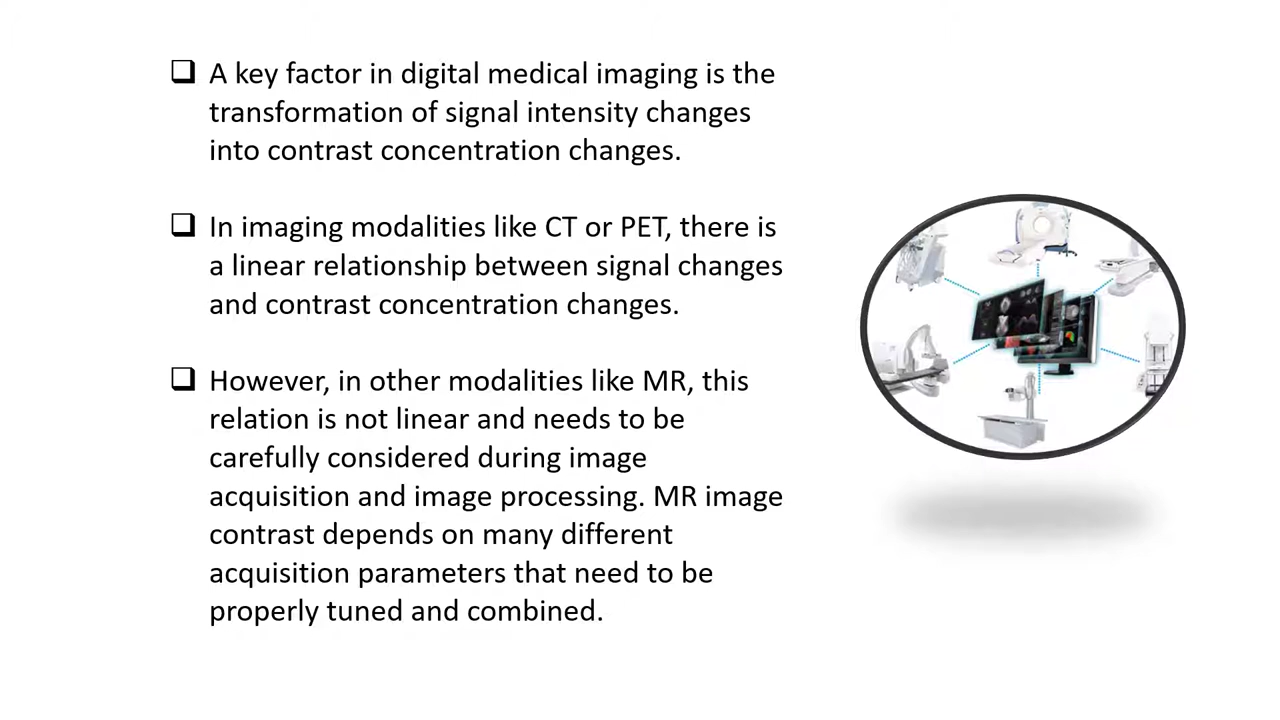 ❑ A key factor in digital medical imaging is the
transformation of signal intensity changes
into contrast concentration changes.
❑ In imaging modalities like CT or PET, there is
a linear relationship between signal changes
and contrast concentration changes.
❑ However, in other modalities like MR, this
relation is not linear and needs to be
carefully considered during image
acquisition and image processing. MR image
contrast depends on many different
acquisition parameters that need to be
properly tuned and combined.